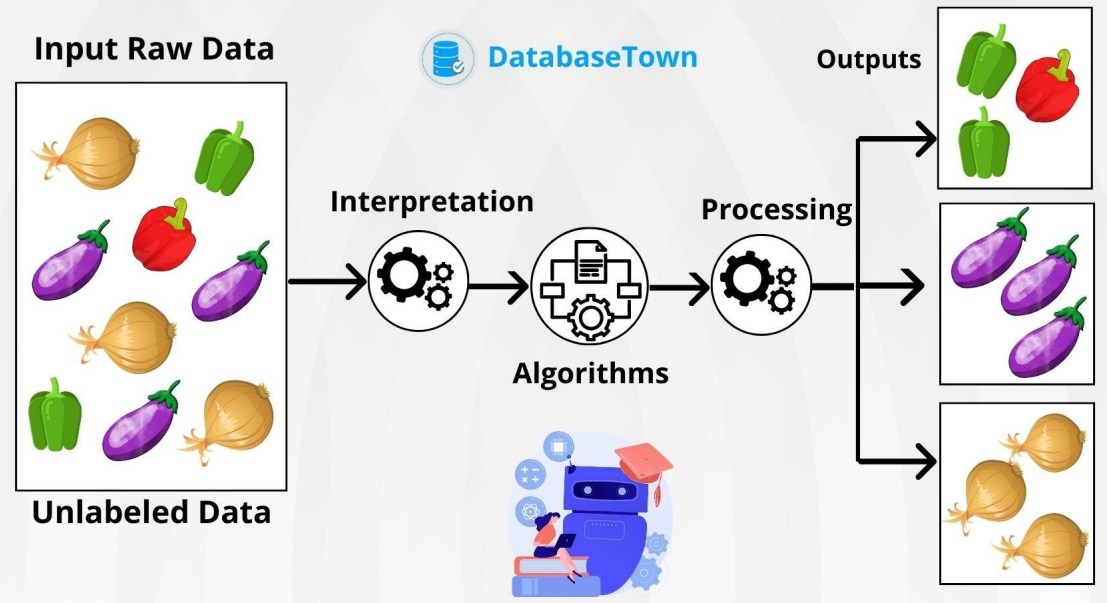 Input Raw Data
DatabaseTown
Outputs
Interpretation
Processing
Algorithms
Unlabeled Data